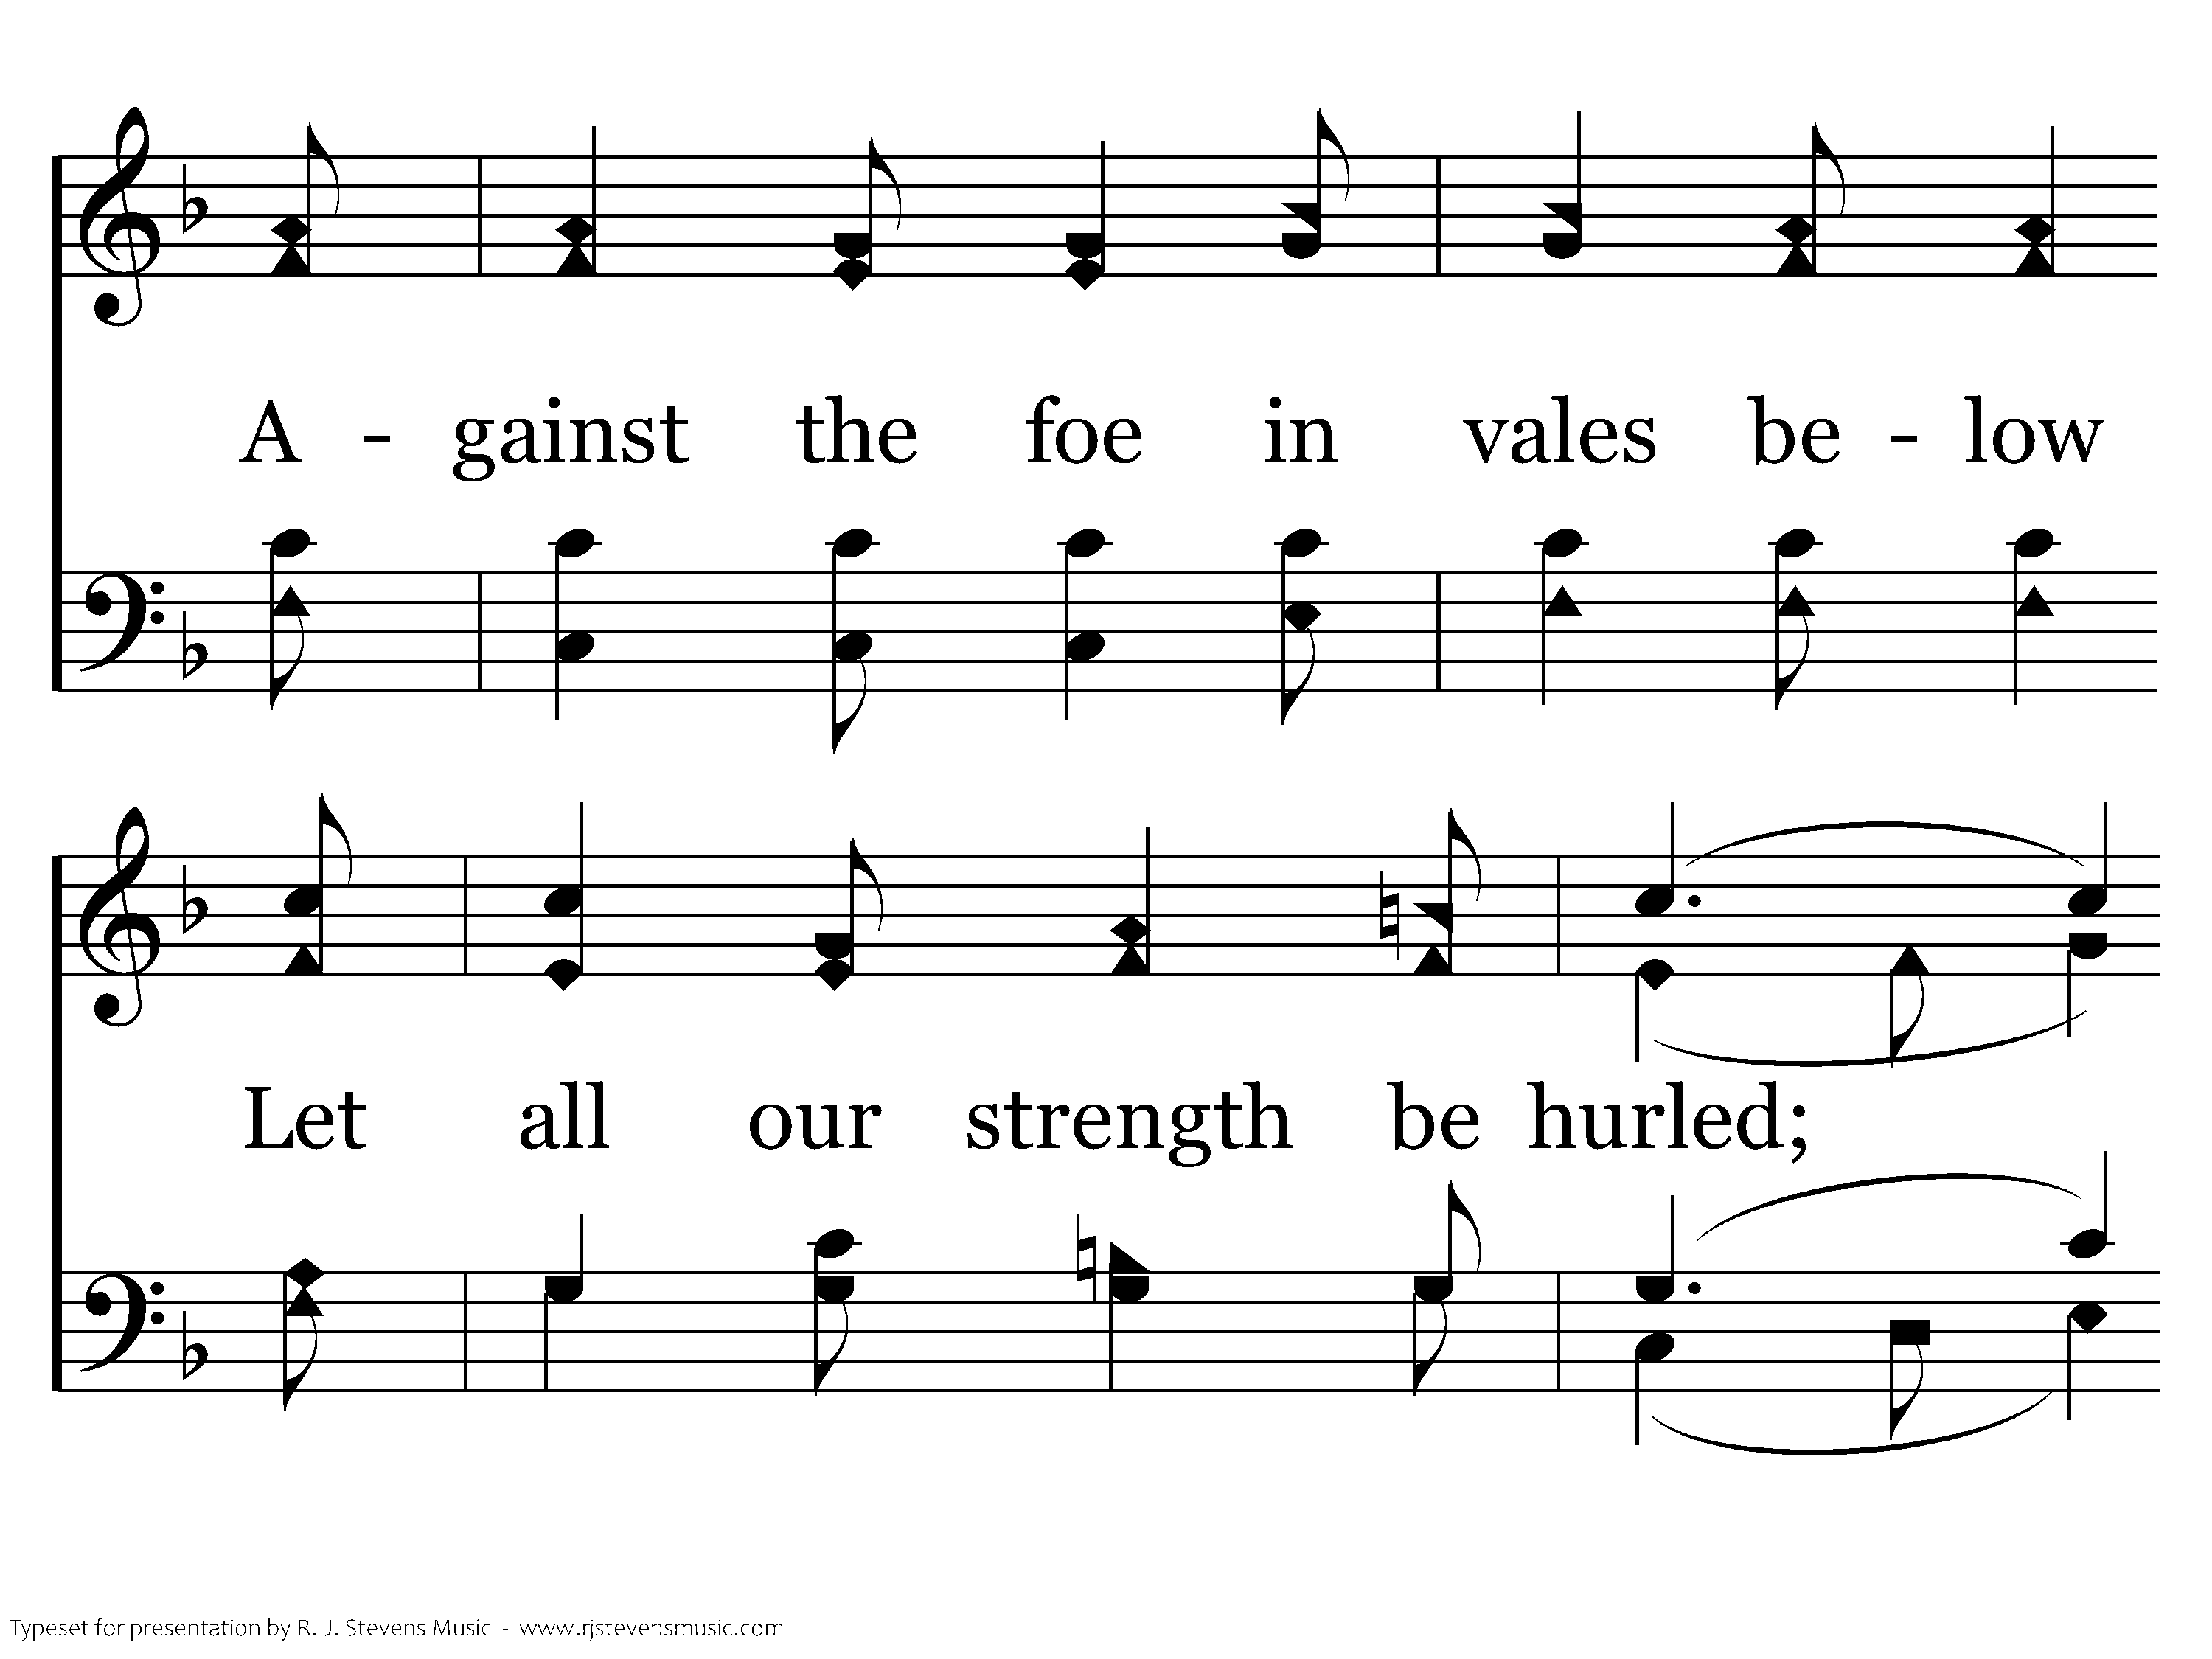 A - gainst the foe in vales be - low
Let all our strength be hurled;
Typeset for presentation by R. J. Stevens Music - www.rjstevensmusic.com